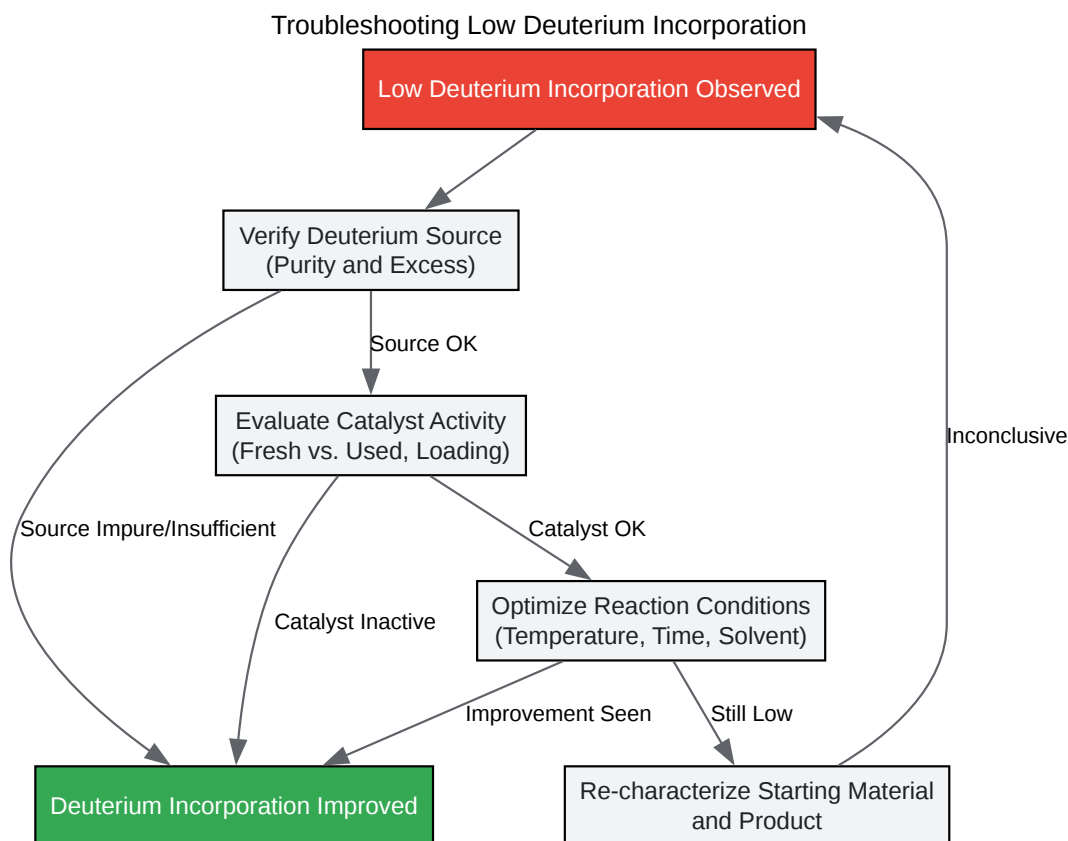 Troubleshooting Low Deuterium Incorporation
Low Deuterium Incorporation Observed
Verify Deuterium Source
(Purity and Excess)
Source OK
Evaluate Catalyst Activity
(Fresh vs. Used, Loading)
Inconclusive
Source Impure/Insufficient
Catalyst OK
Optimize Reaction Conditions
(Temperature, Time, Solvent)
Catalyst Inactive
Improvement Seen
Still Low
Deuterium Incorporation Improved
Re-characterize Starting Material
and Product